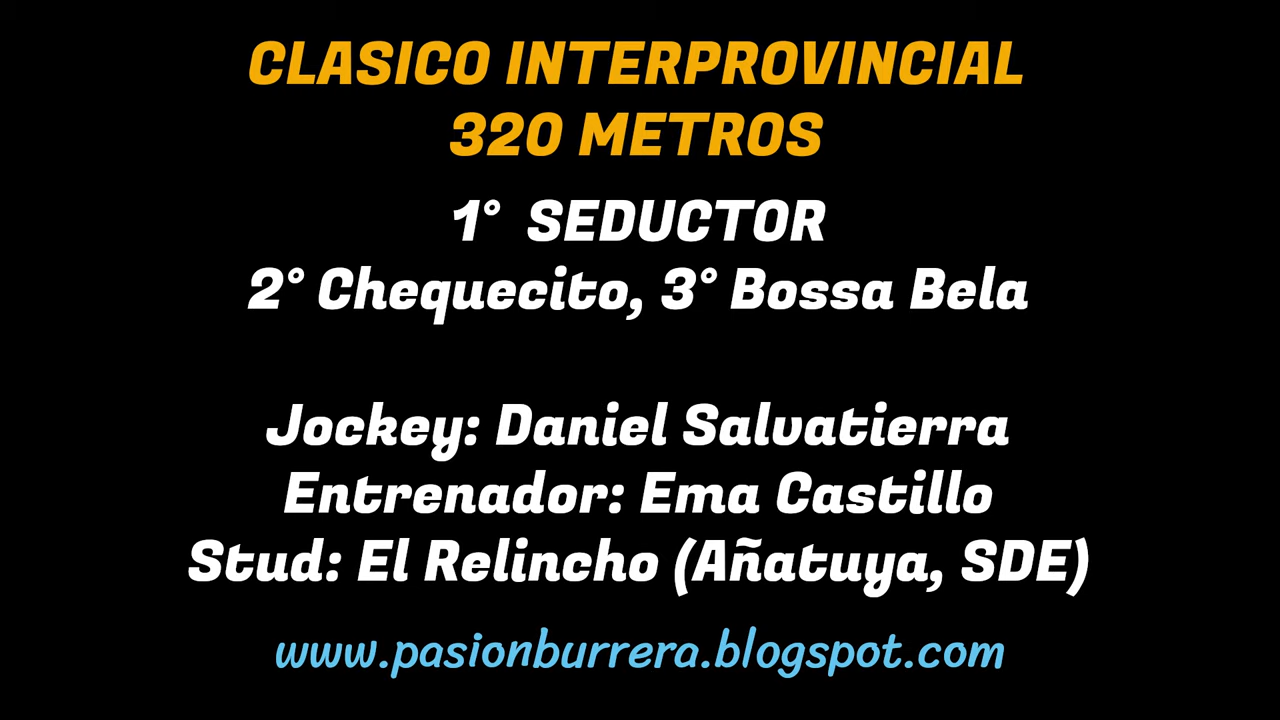 CLASICO INTERPROVINCIAL
320 METROS
1° SEDUCTOR
2° Chequecito, 3° Bossa Bela
Jockey: Daniel Salvatierra
Entrenador: Ema Castillo
Stud: El Relincho (Añatuya, SDE)
www.pasionburrera.blogspot.com